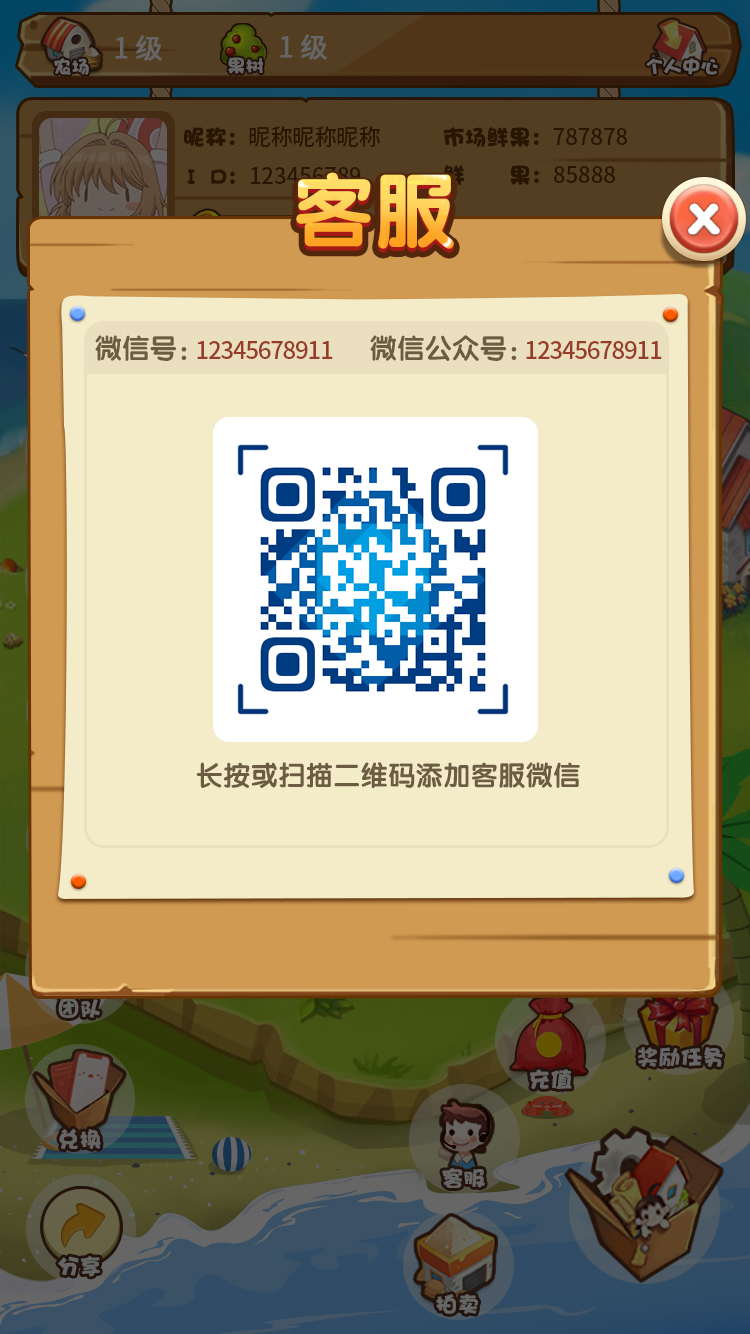 农场 1级 果树 1级 个人中心
昵称：昵称昵称昵称 市场鲜果：787878
ID：123456789 鲜果：85888
客服
微信号：12345678911 微信公众号：12345678911
长按或扫描二维码添加客服微信
团队
充值 奖励任务
兑换
客服
分享
拍卖